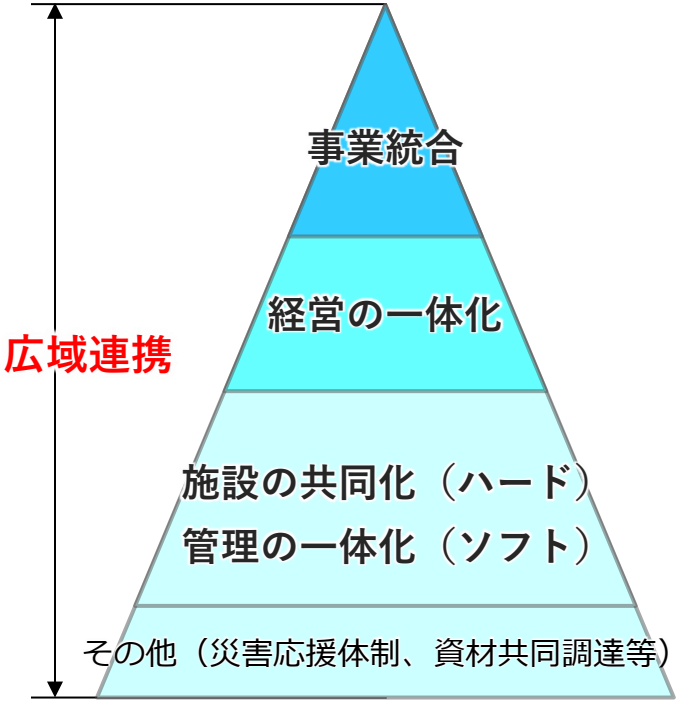 事業統合
経営の一体化
広域連携
施設の共同化（ハード）
管理の一体化（ソフト）
その他（災害応援体制、資材共同調達等）